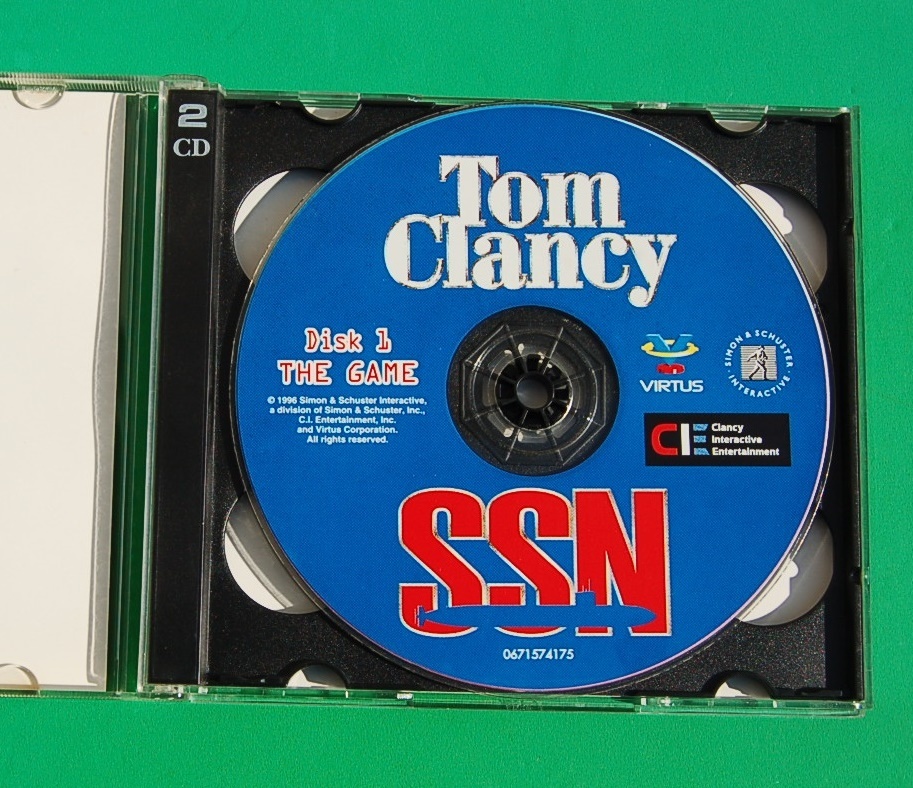 2
CD
Tom
Clancy
Disk 1
THE GAME
© 1996 Simon & Schuster Interactive,
a division of Simon & Schuster, Inc.,
C.I. Entertainment, Inc.
and Virtus Corporation.
All rights reserved.
VIRTUS
SIMON & SCHUSTER
INTERACTIVE
CIE
Clancy
Interactive
Entertainment
SSN
0671574175